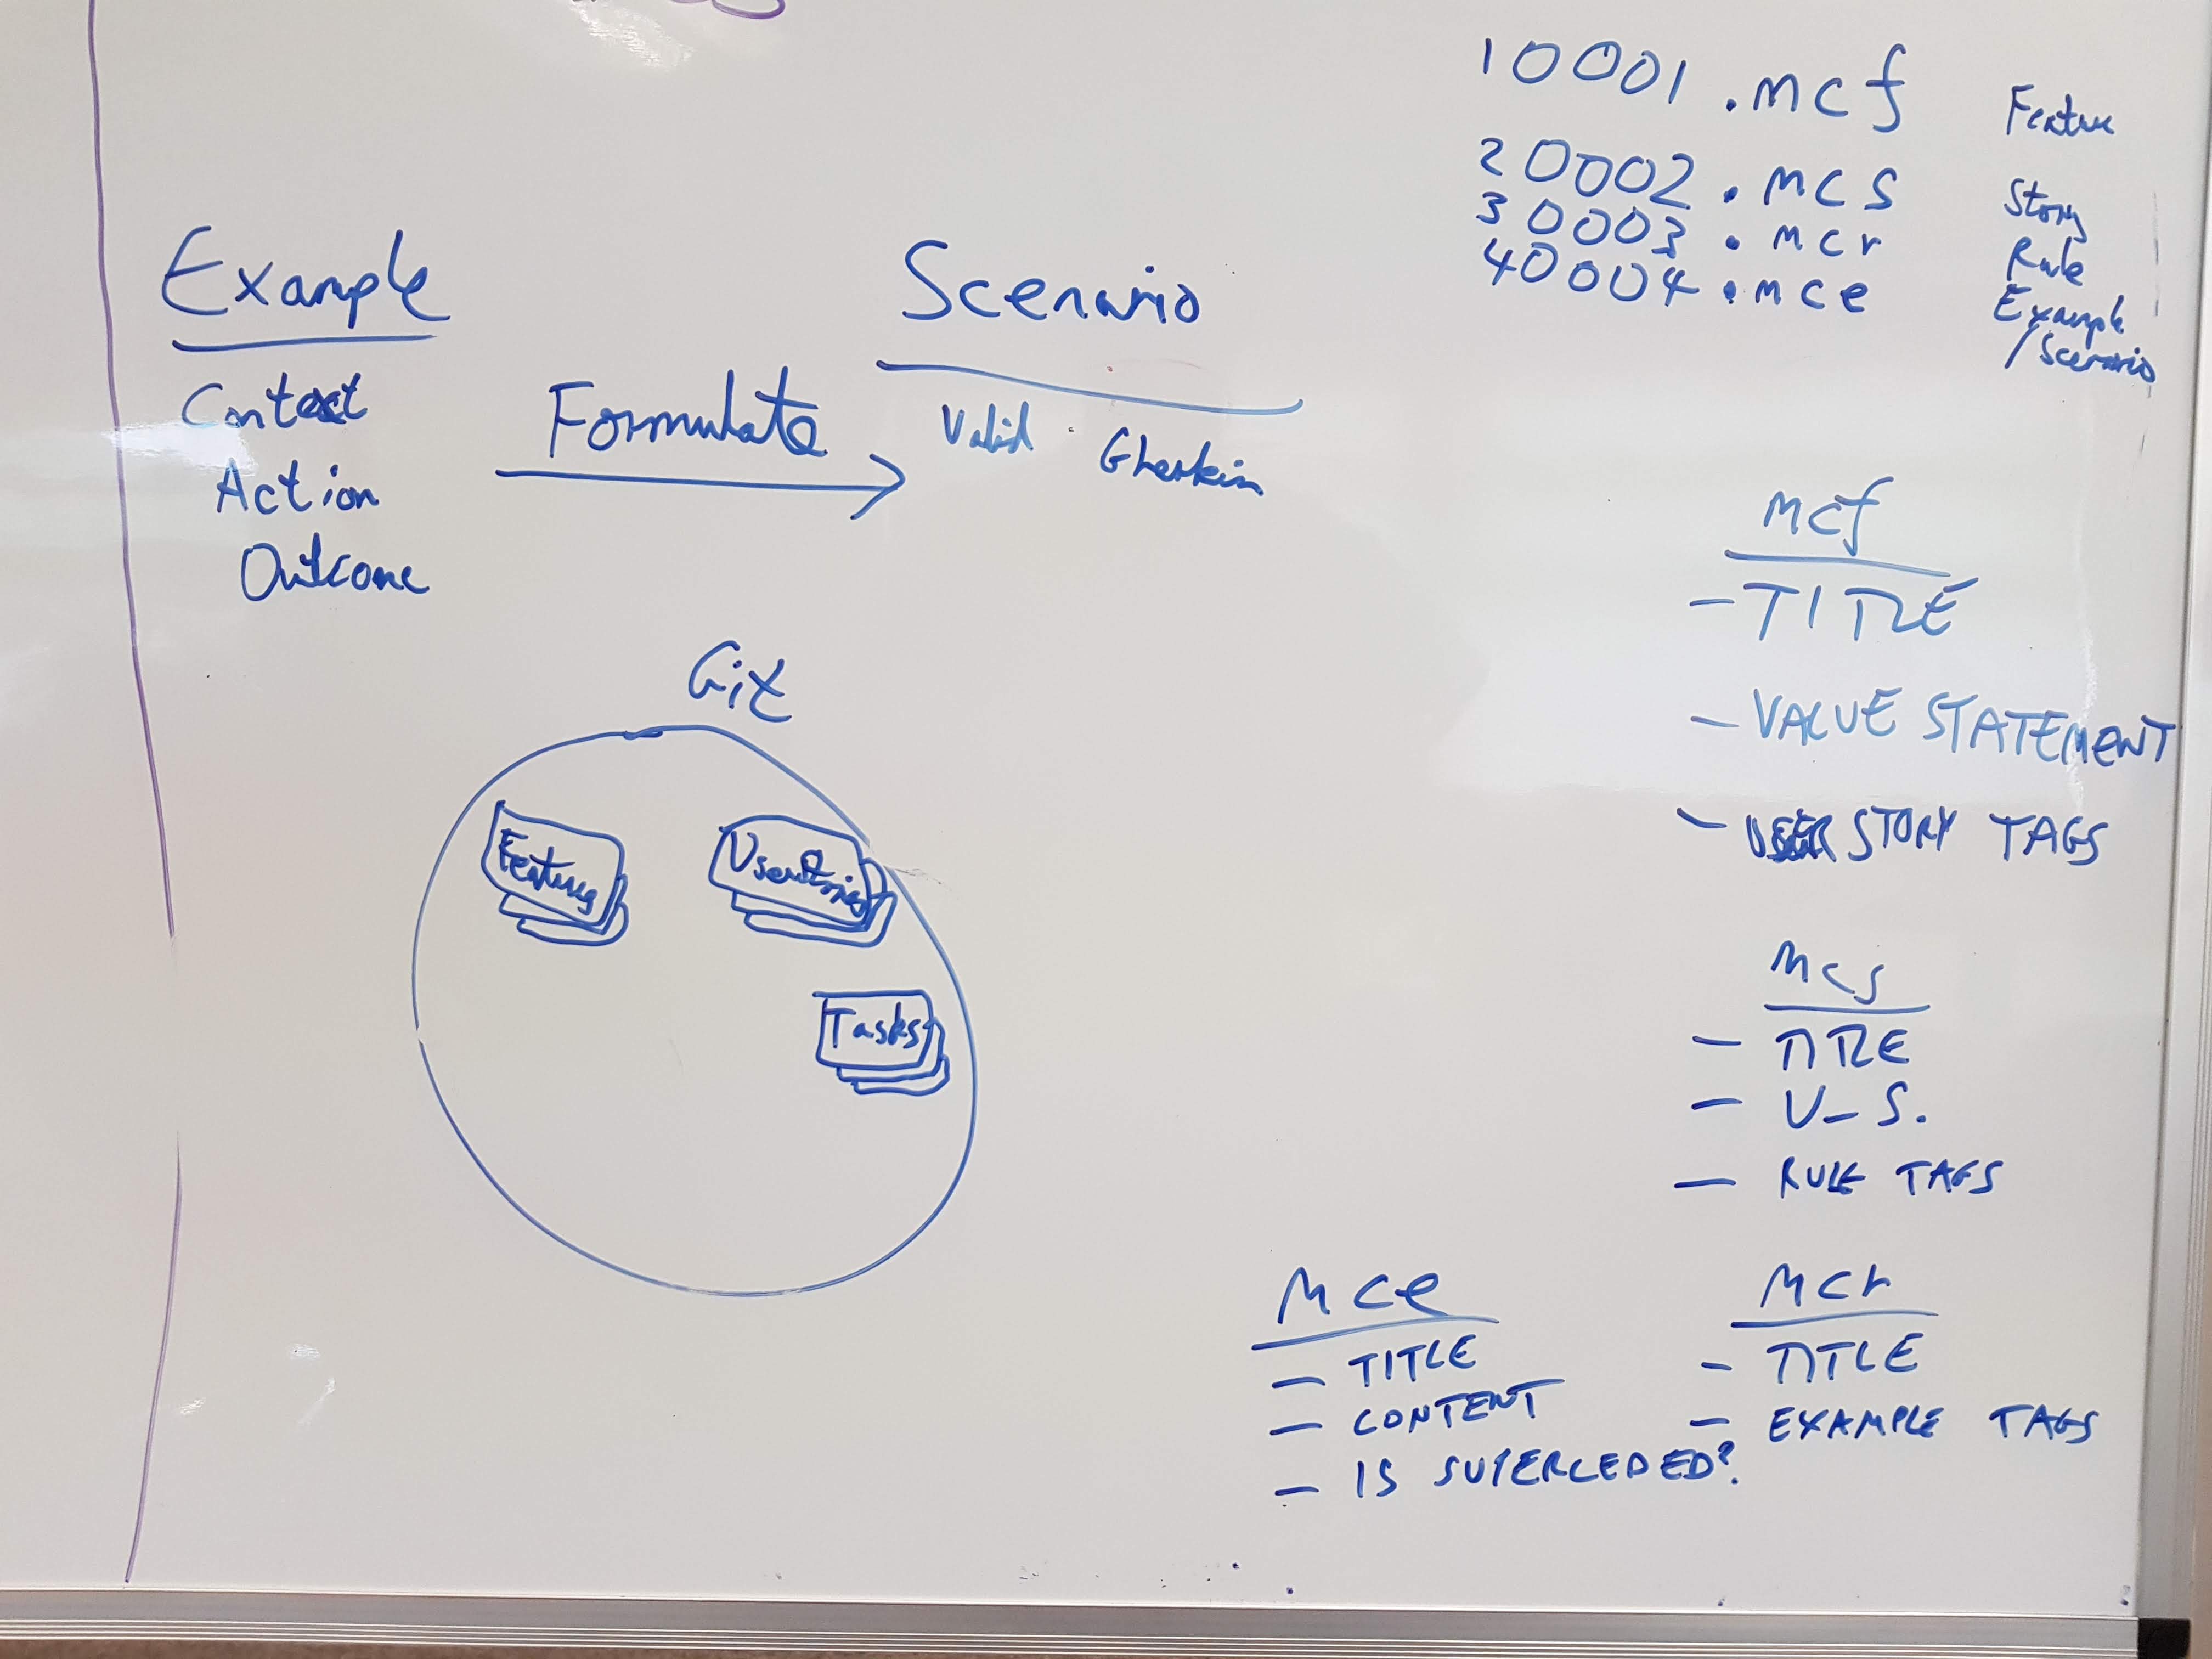 10001.mcf Feature
20002.mcs Story
30003.mcr Rule
40004.mce Example
/Scenario
Example
Context
Action
Outcome
Formulate
Scenario
Valid Gherkin
Git
Features
User Stories
Tasks
mcf
- TITLE
- VALUE STATEMENT
- USER STORY TAGS
mcs
- TITLE
- V.S.
- RULE TAGS
mce
- TITLE
- CONTENT
- IS SUPERCEDED?
mcr
- TITLE
- EXAMPLE TAGS